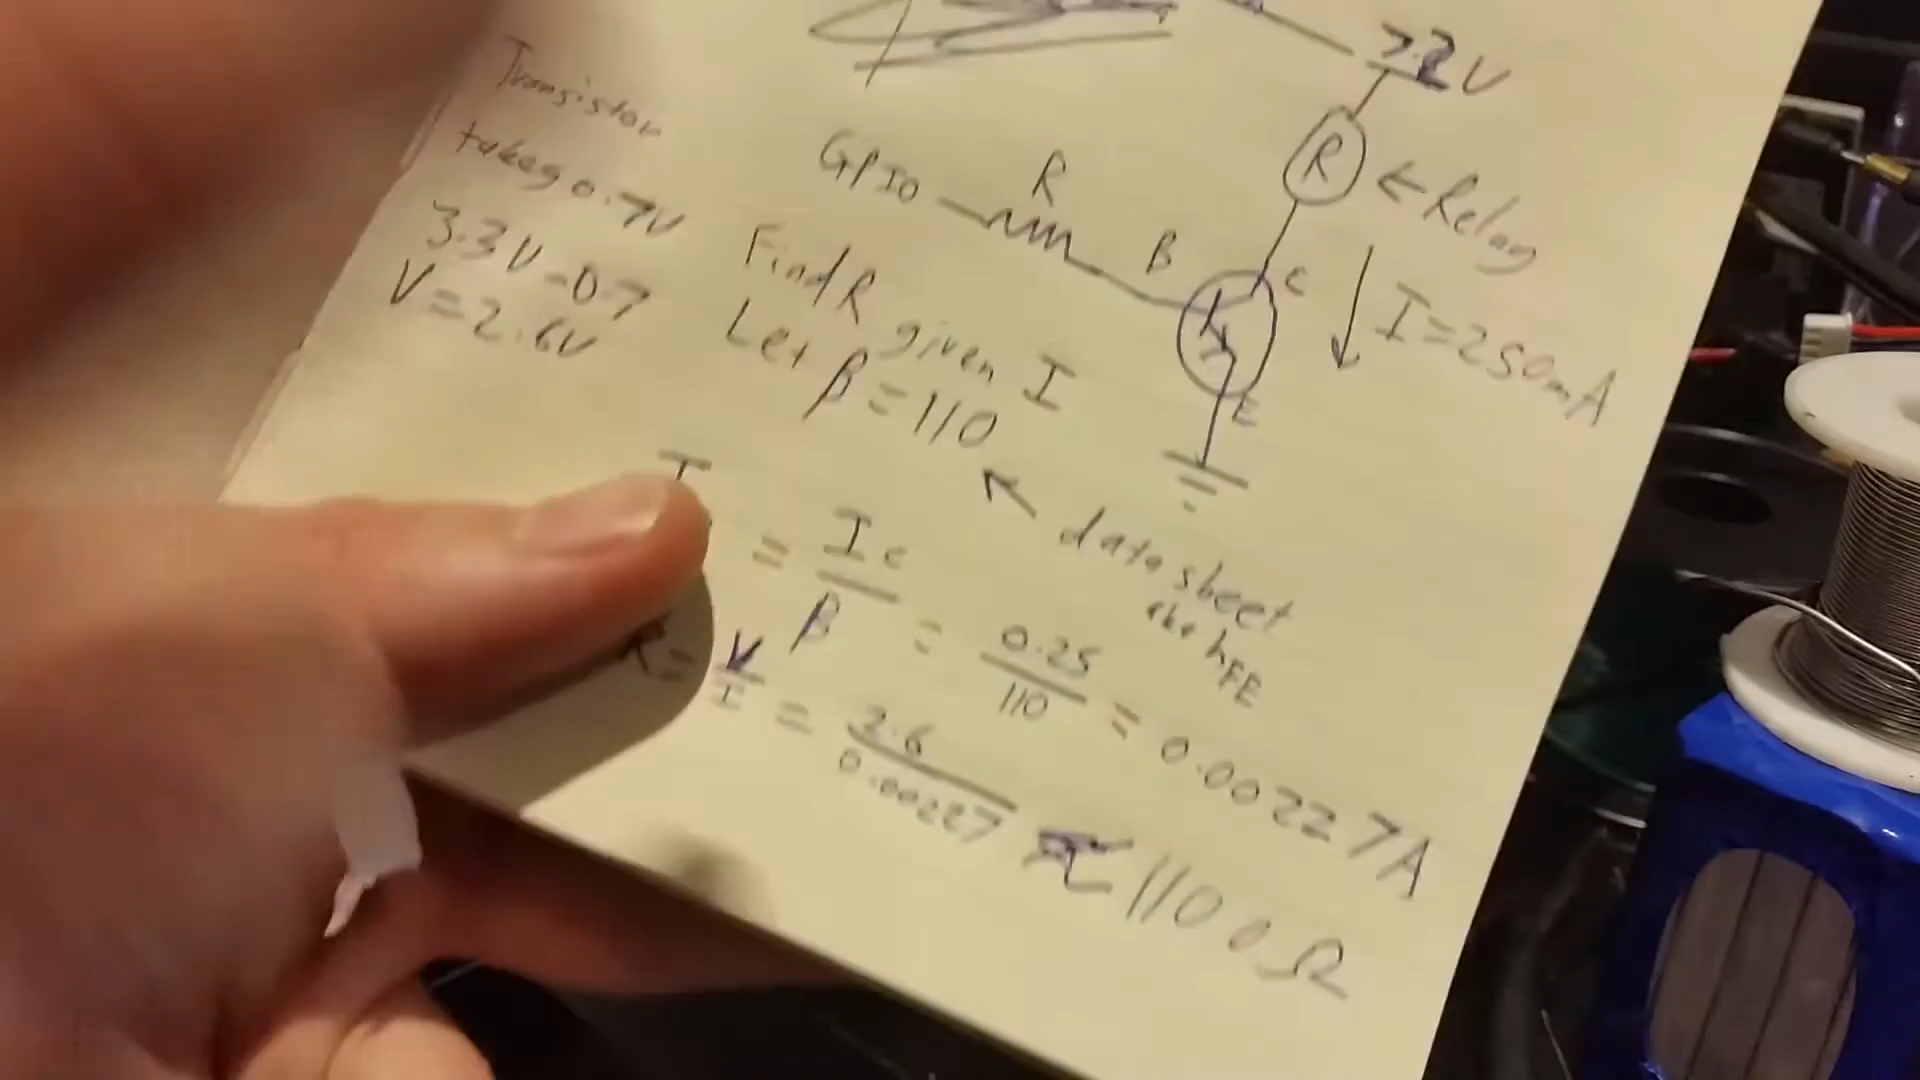 7.2V
Transistor
takes 0.7V
3.3V-0.7
V=2.6V
GPIO
R
R
← Relay
B
C
E
I=250mA
Find R given I
Let β=110
datasheet
aka hFE
I
= Ic/β = 0.25/110 = 0.00227A
R= V/I = 2.6/0.00227 ≈ 1100Ω